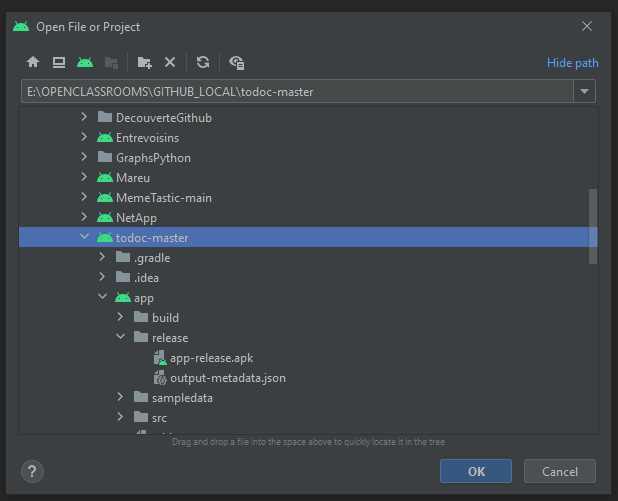 Open File or Project
Hide path
E:\OPENCLASSROOMS\GITHUB_LOCAL\todoc-master
DecouverteGithub
Entrevoisins
GraphsPython
Mareu
MemeTastic-main
NetApp
todoc-master
.gradle
.idea
app
build
release
app-release.apk
output-metadata.json
sampledata
src
Drag and drop a file into the space above to quickly locate it in the tree
?
OK
Cancel